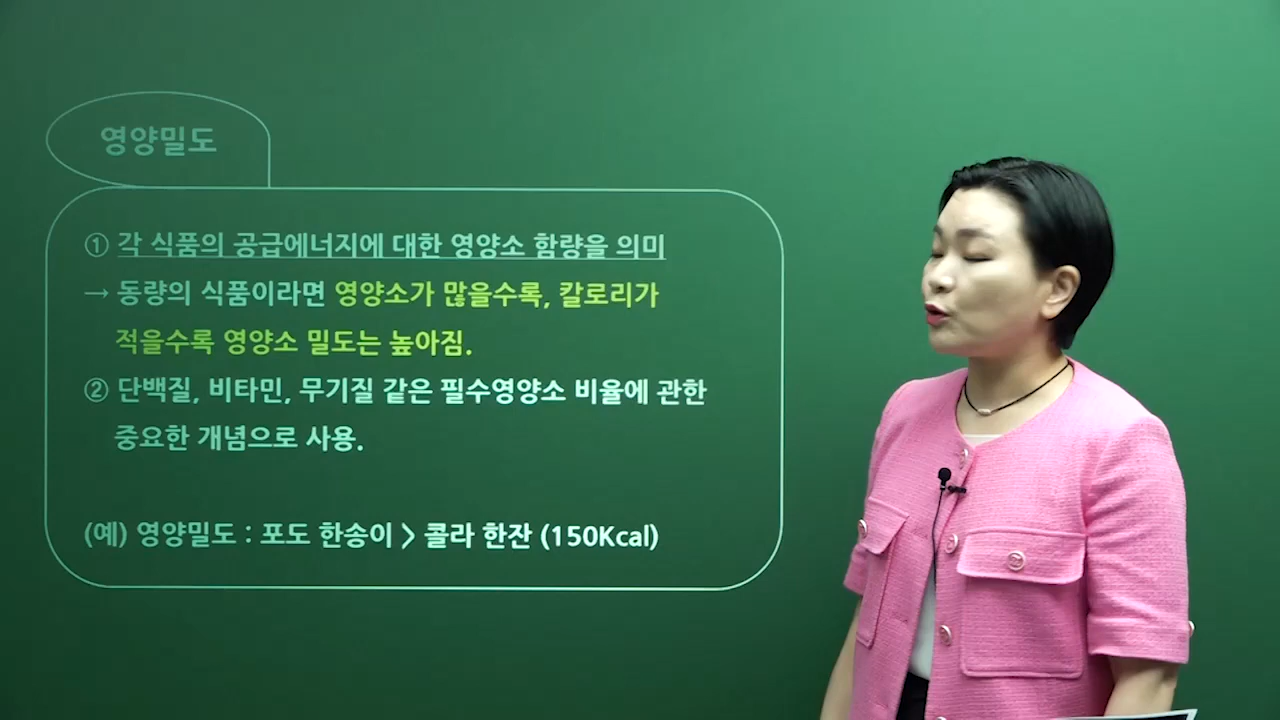 영양밀도
① 각 식품의 공급에너지에 대한 영양소 함량을 의미
→ 동량의 식품이라면 영양소가 많을수록, 칼로리가
적을수록 영양소 밀도는 높아짐.
② 단백질, 비타민, 무기질 같은 필수영양소 비율에 관한
중요한 개념으로 사용.
(예) 영양밀도 : 포도 한송이 > 콜라 한잔 (150Kcal)